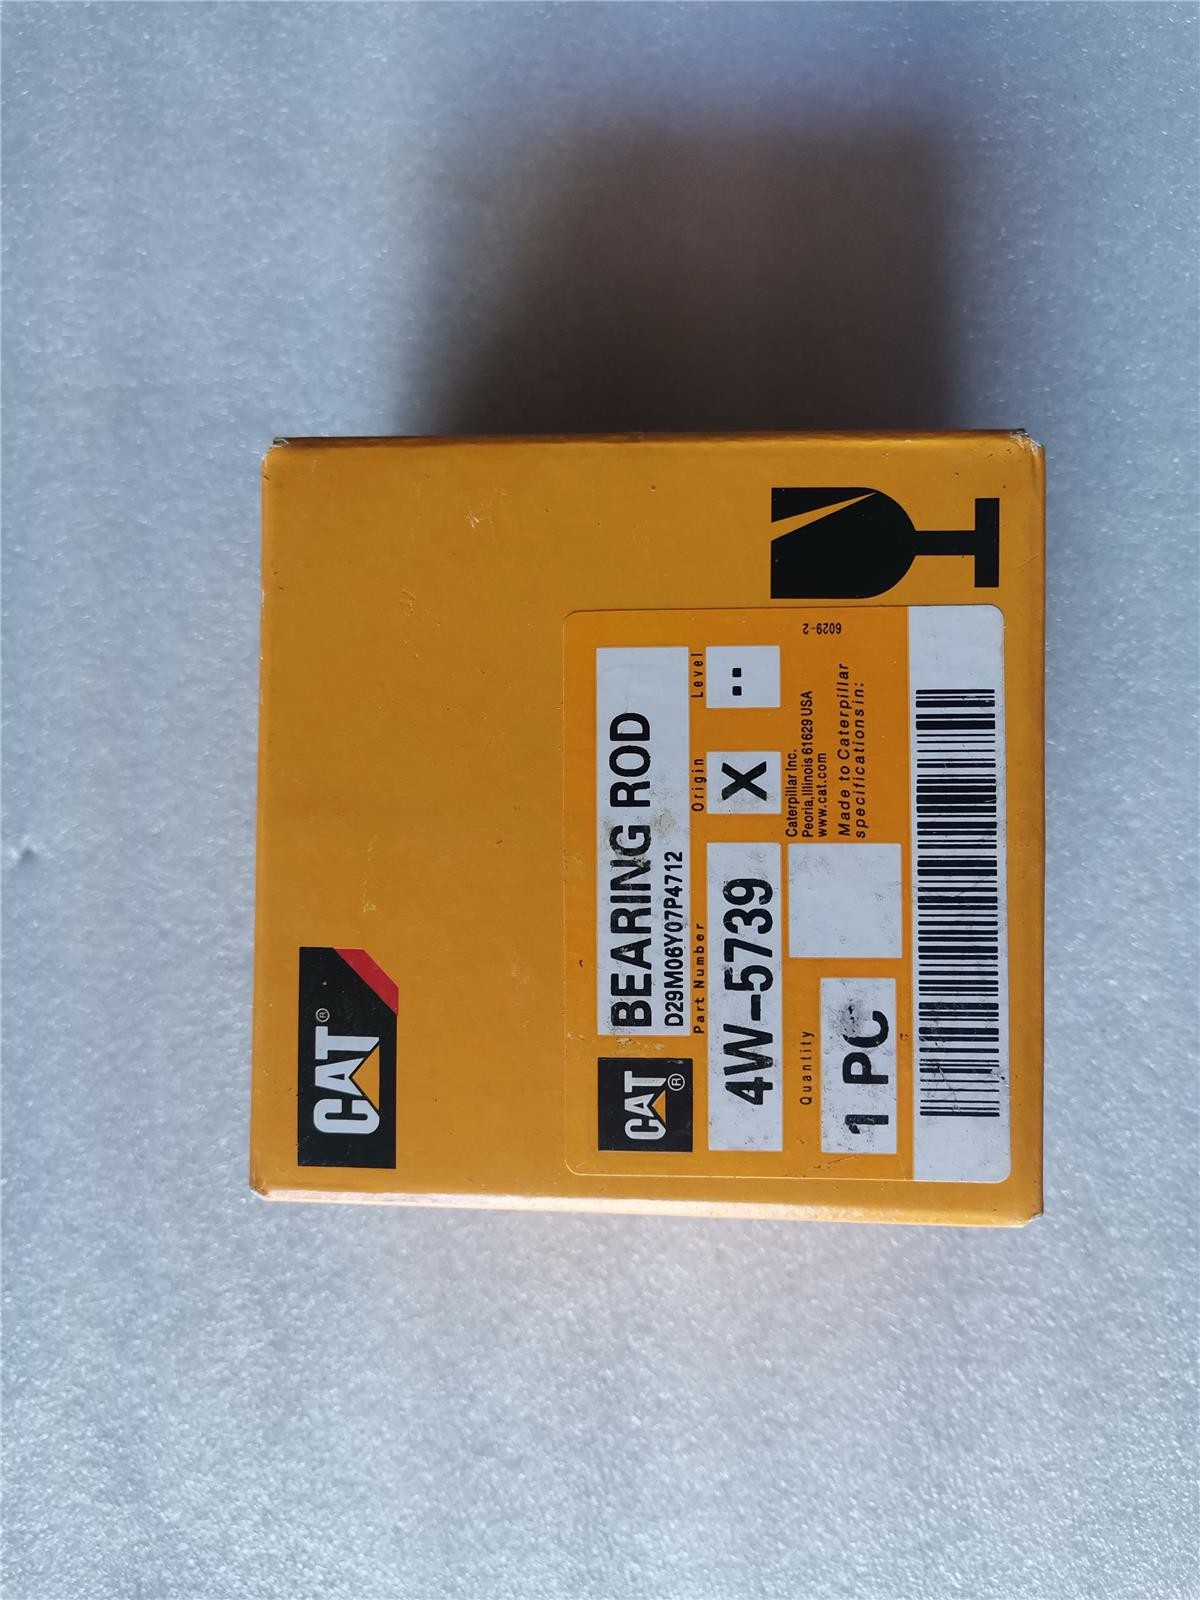 CAT®
CAT®
BEARING ROD
D29M06Y07P4712
Part Number
Origin
Level
4W-5739
X
:
Quantity
1 PC
Caterpillar Inc.
Peoria,Illinois 61629 USA
www.cat.com
Made to Caterpillar
specifications in:
6029-2